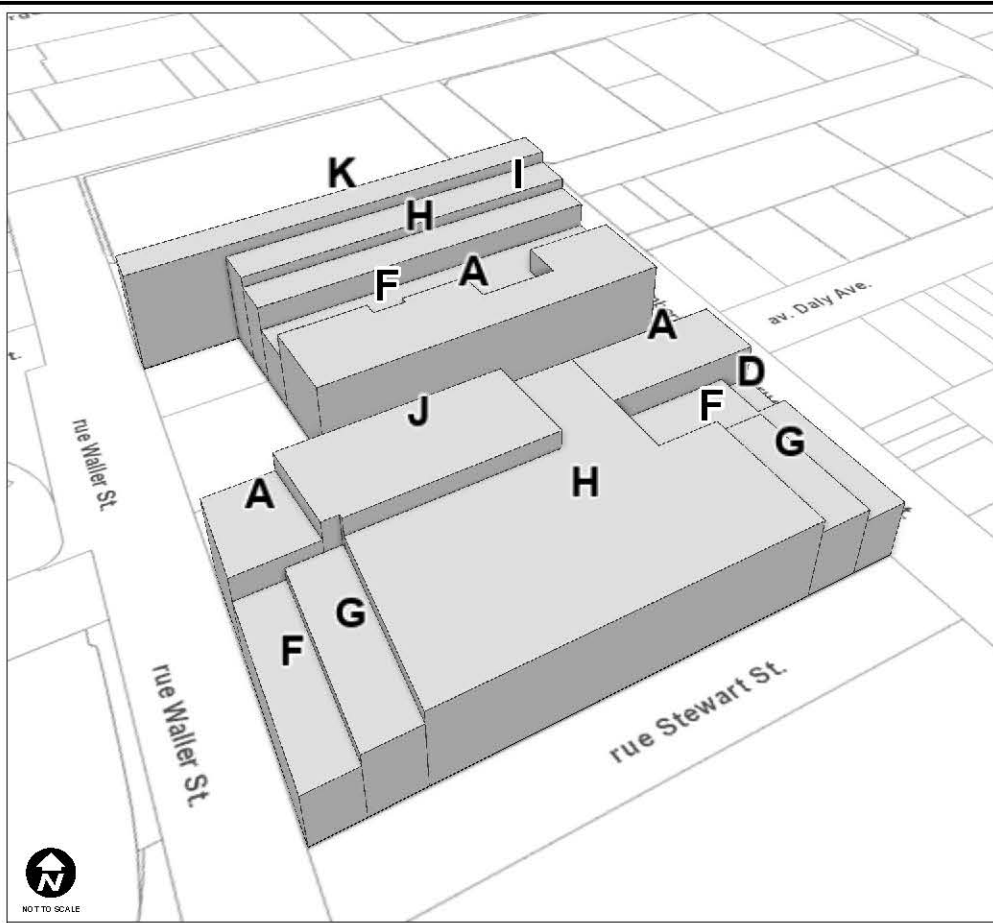 K
I
H
F
A
A
av. Daly Ave.
D
F
J
G
rue Waller St.
H
A
G
F
rue Waller St.
rue Stewart St.
N
NOT TO SCALE